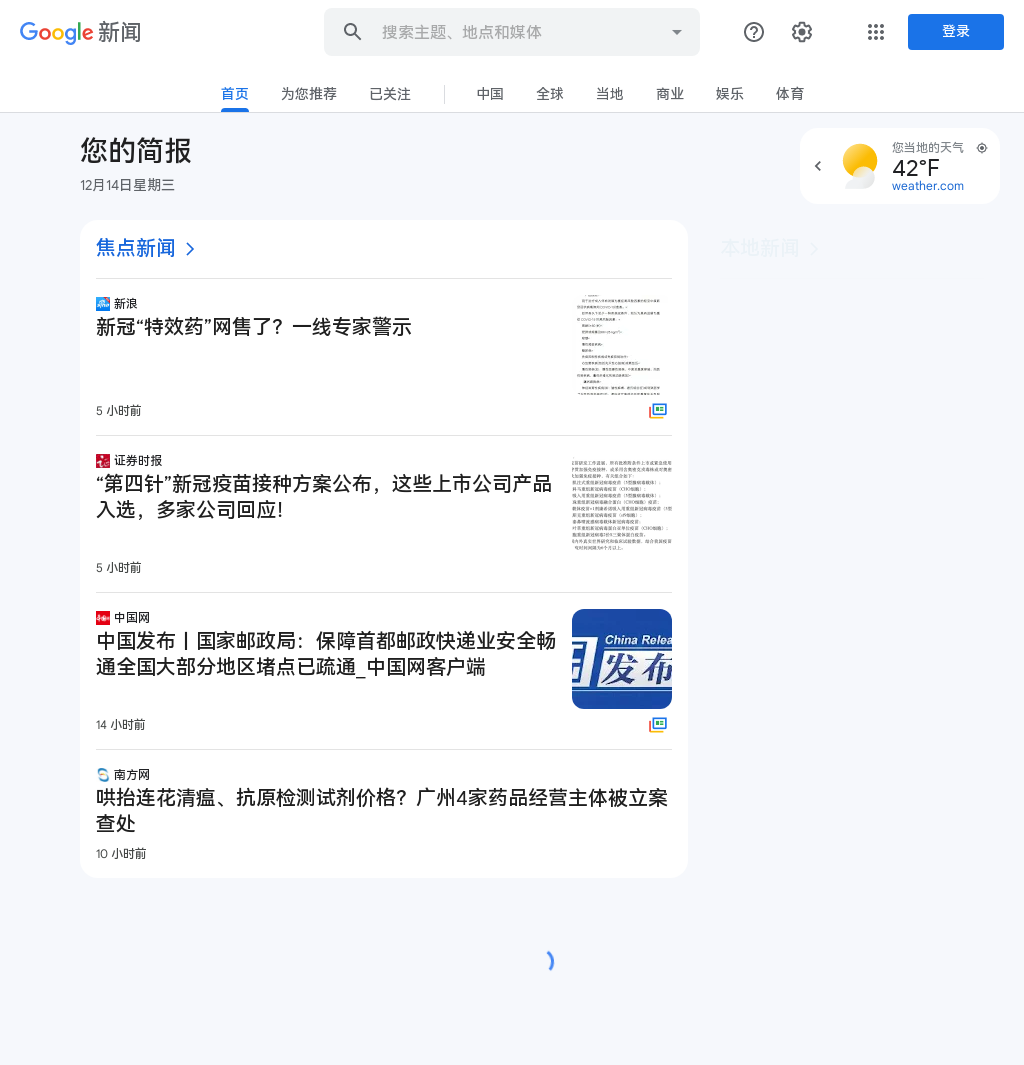 Google 新闻
搜索主题、地点和媒体
登录
首页
为您推荐
已关注
中国
全球
当地
商业
娱乐
体育
您的简报
12月14日星期三
您当地的天气
42°F
weather.com
焦点新闻
本地新闻
新浪
新冠“特效药”网售了？一线专家警示
5 小时前
证券时报
“第四针”新冠疫苗接种方案公布，这些上市公司产品
入选，多家公司回应！
5 小时前
中国网
中国发布丨国家邮政局：保障首都邮政快递业安全畅
通全国大部分地区堵点已疏通_中国网客户端
China Relea
发布
14 小时前
南方网
哄抬连花清瘟、抗原检测试剂价格？广州4家药品经营主体被立案
查处
10 小时前